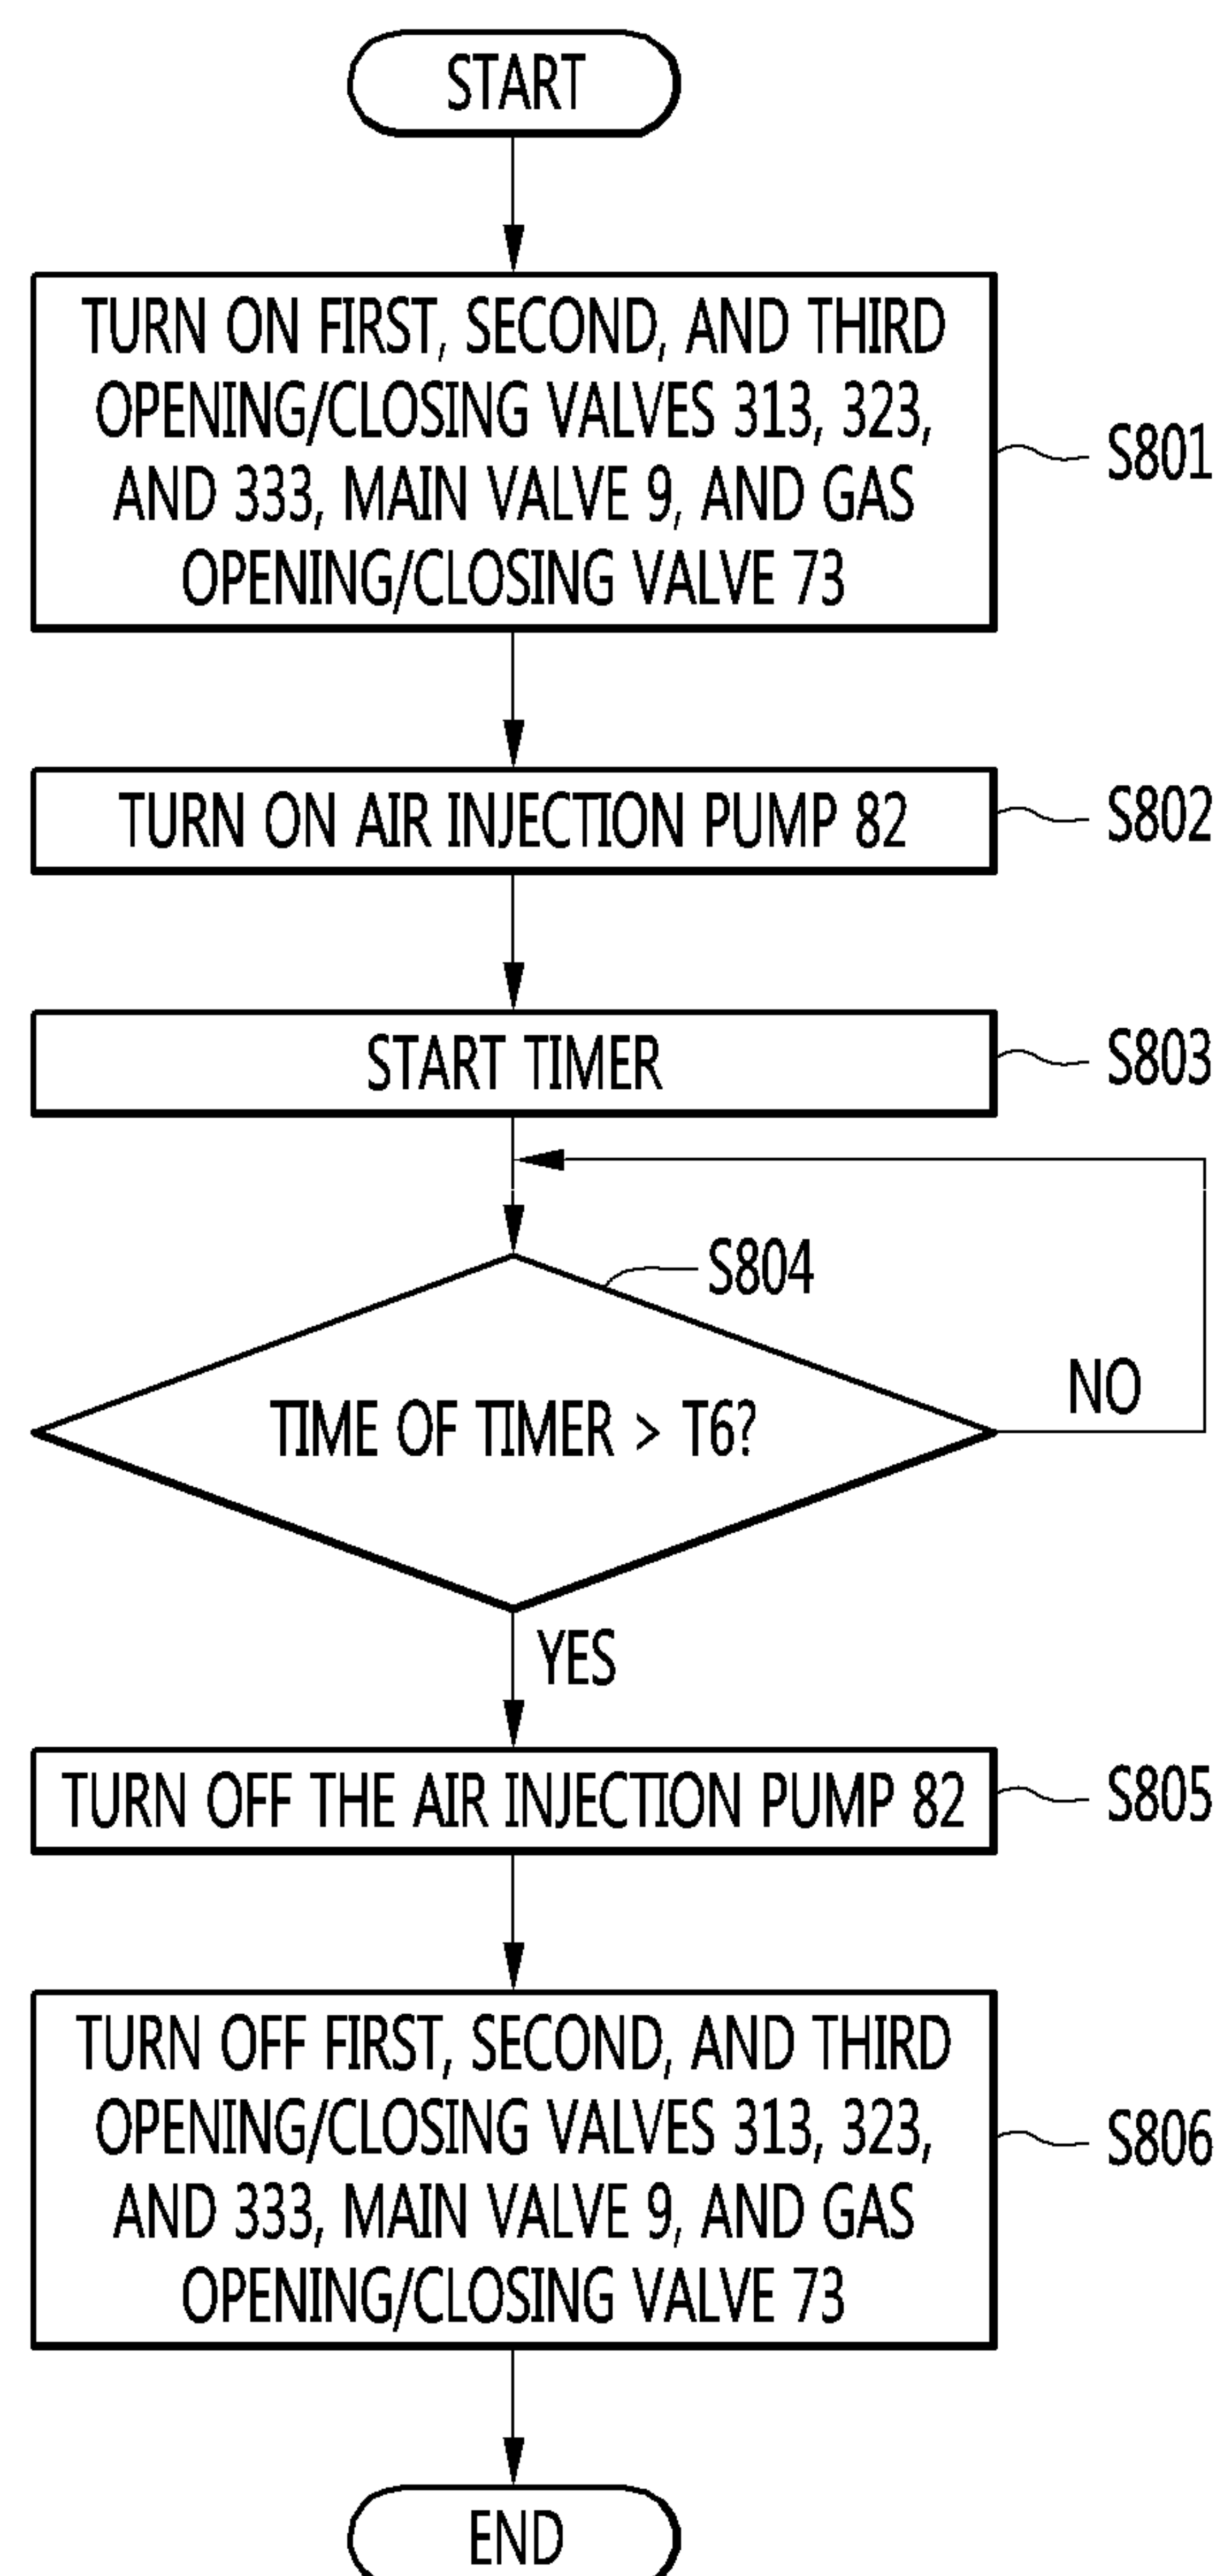 START
TURN ON FIRST, SECOND, AND THIRD
OPENING/CLOSING VALVES 313, 323,
AND 333, MAIN VALVE 9, AND GAS
OPENING/CLOSING VALVE 73
S801
TURN ON AIR INJECTION PUMP 82
S802
START TIMER
S803
S804
TIME OF TIMER > T6?
NO
YES
TURN OFF THE AIR INJECTION PUMP 82
S805
TURN OFF FIRST, SECOND, AND THIRD
OPENING/CLOSING VALVES 313, 323,
AND 333, MAIN VALVE 9, AND GAS
OPENING/CLOSING VALVE 73
S806
END